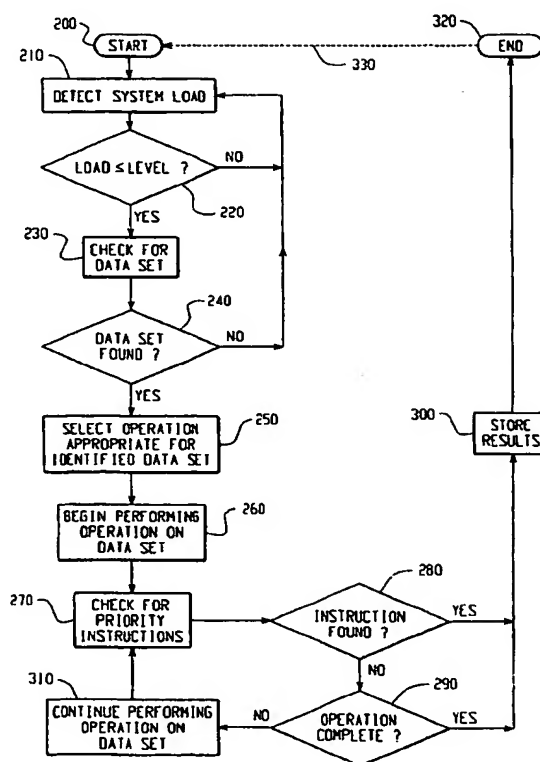 200
START
330
320
END
210
DETECT SYSTEM LOAD
LOAD ≤ LEVEL ?
NO
220
YES
230
CHECK FOR
DATA SET
240
DATA SET
FOUND ?
NO
YES
SELECT OPERATION
APPROPRIATE FOR
IDENTIFIED DATA SET
250
300
STORE
RESULTS
BEGIN PERFORMING
OPERATION ON
DATA SET
260
270
CHECK FOR
PRIORITY
INSTRUCTIONS
280
INSTRUCTION
FOUND ?
YES
NO
290
310
CONTINUE PERFORMING
OPERATION ON
DATA SET
NO
OPERATION
COMPLETE ?
YES